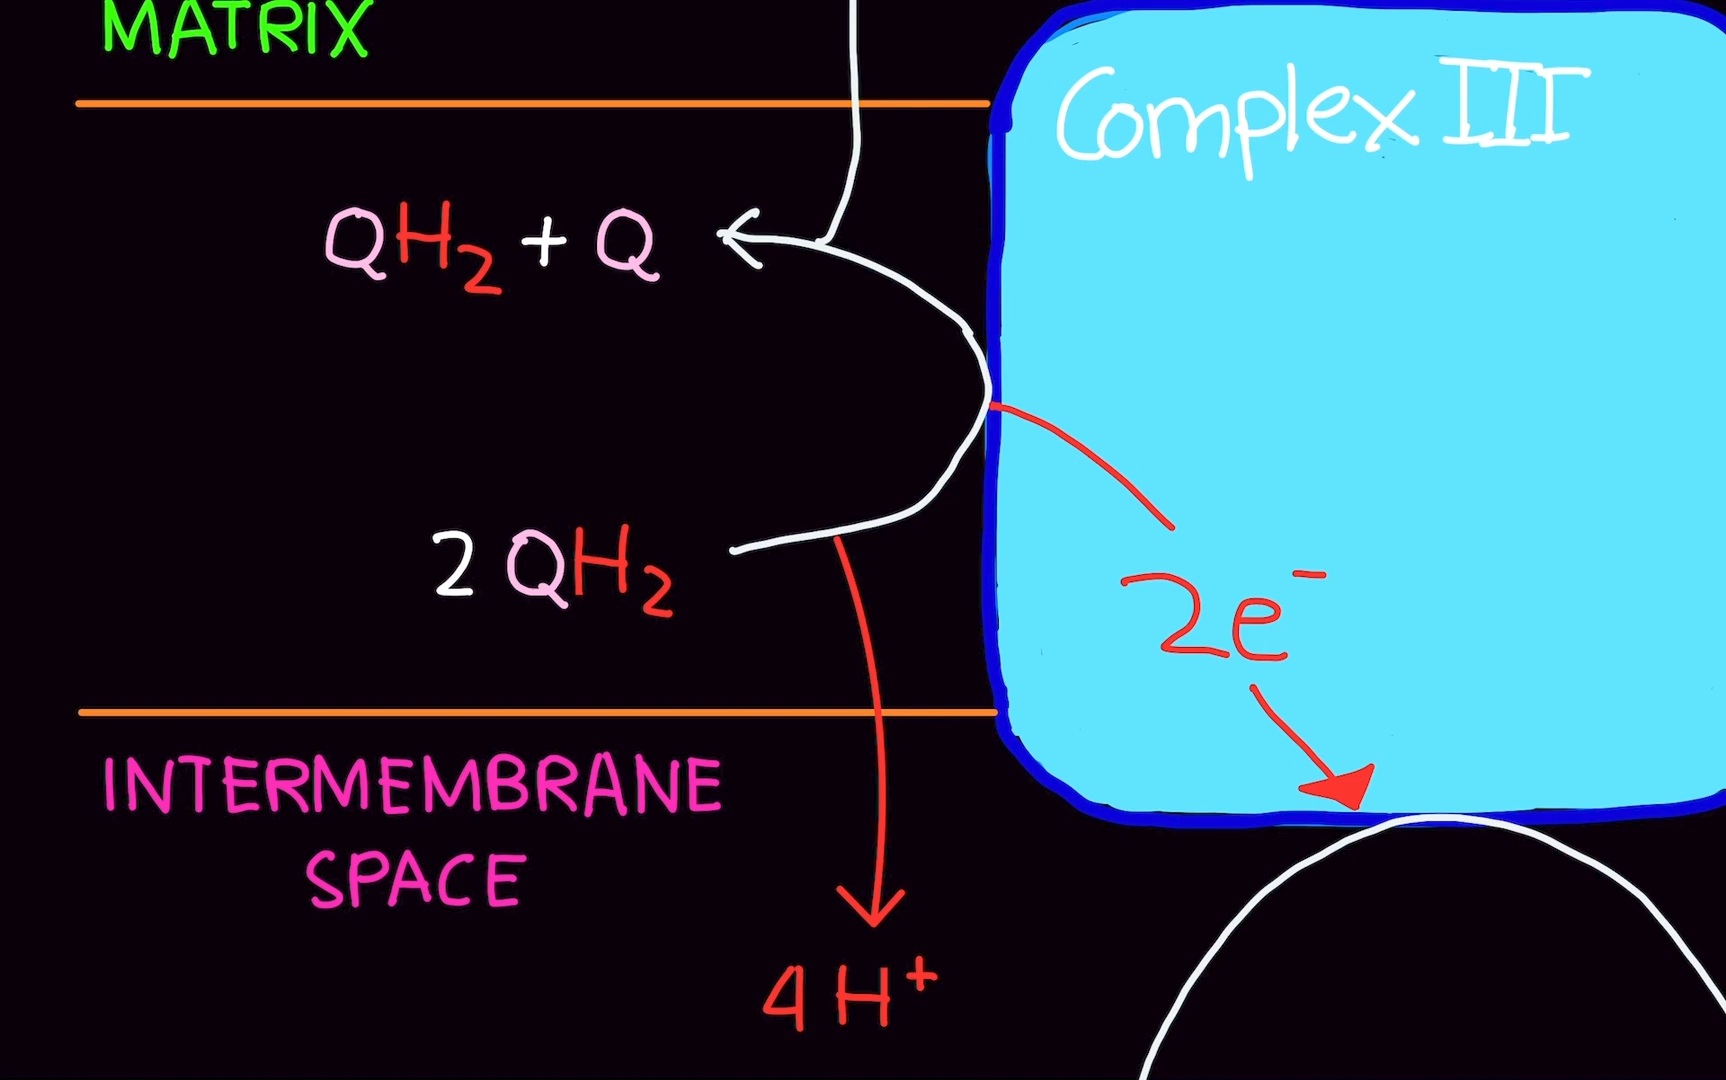 MATRIX
Complex III
QH₂ + Q
2 QH₂
2e⁻
INTERMEMBRANE
SPACE
4 H⁺